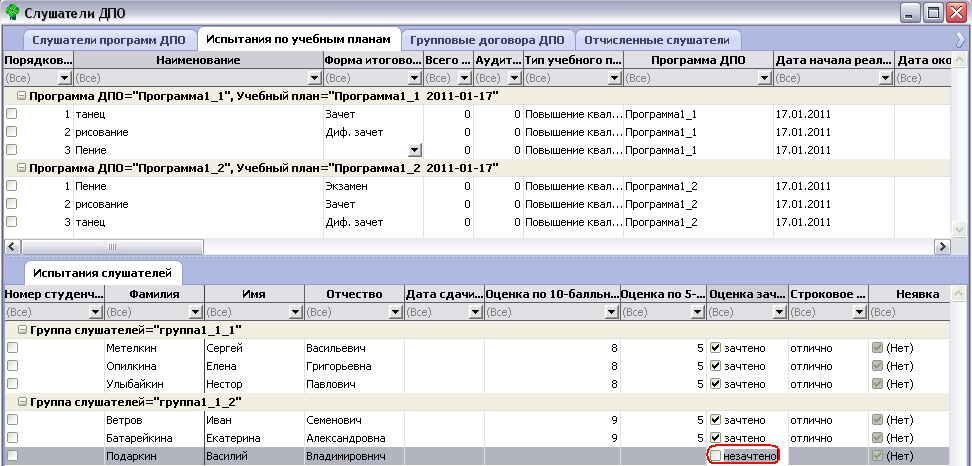 Слушатели ДПО
Слушатели программ ДПО Испытания по учебным планам Групповые договора ДПО Отчисленные слушатели
Порядков... Наименование Форма итогово... Всего ... Аудит... Тип учебного п... Программа ДПО Дата начала реал... Дата око
(Все) (Все) (Все) (Все) (Все) (Все) (Все) (Все) (Все)
Программа ДПО="Программа1_1", Учебный план="Программа1_1 2011-01-17"
1 танец Зачет 0 0 Повышение квал... Программа1_1 17.01.2011
2 рисование Диф. зачет 0 0 Повышение квал... Программа1_1 17.01.2011
3 Пение 0 0 Повышение квал... Программа1_1 17.01.2011
Программа ДПО="Программа1_2", Учебный план="Программа1_2 2011-01-17"
1 Пение Экзамен 0 0 Повышение квал... Программа1_2 17.01.2011
2 рисование Зачет 0 0 Повышение квал... Программа1_2 17.01.2011
3 танец Диф. зачет 0 0 Повышение квал... Программа1_2 17.01.2011
Испытания слушателей
Номер студенч... Фамилия Имя Отчество Дата сдачи... Оценка по 10-балльн... Оценка по 5-... Оценка зач... Строковое ... Неявка
(Все) (Все) (Все) (Все) (Все) (Все) (Все) (Все) (Все) (Все)
Группа слушателей="группа1_1_1"
Метелкин Сергей Васильевич 8 5 зачтено отлично (Нет)
Опилкина Елена Григорьевна 8 5 зачтено отлично (Нет)
Улыбайкин Нестор Павлович 8 5 зачтено отлично (Нет)
Группа слушателей="группа1_1_2"
Ветров Иван Семенович 9 5 зачтено отлично (Нет)
Батарейкина Екатерина Александровна 9 5 зачтено отлично (Нет)
Подаркин Василий Владимировнич незачтено (Нет)